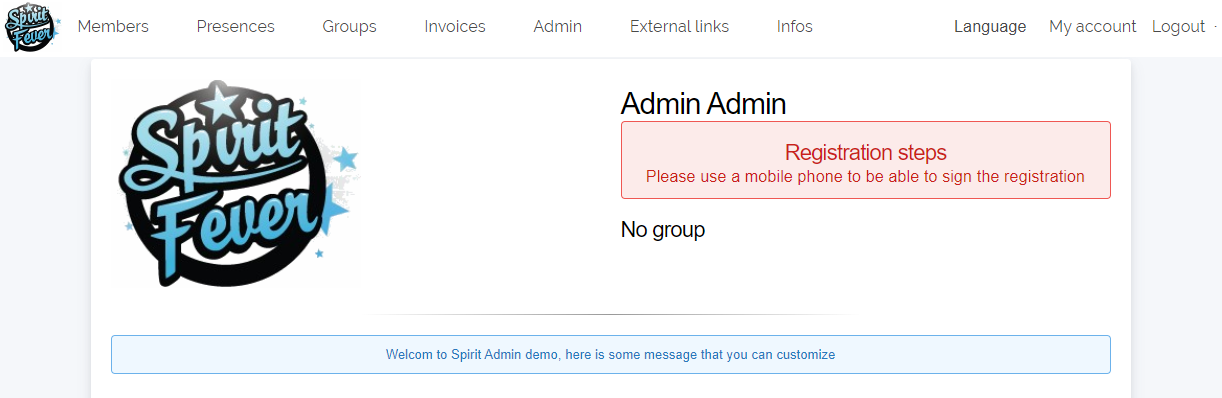 Spirit Fever Members Presences Groups Invoices Admin External links Infos Language My account Logout
Spirit
Fever
Admin Admin
Registration steps
Please use a mobile phone to be able to sign the registration
No group
Welcom to Spirit Admin demo, here is some message that you can customize